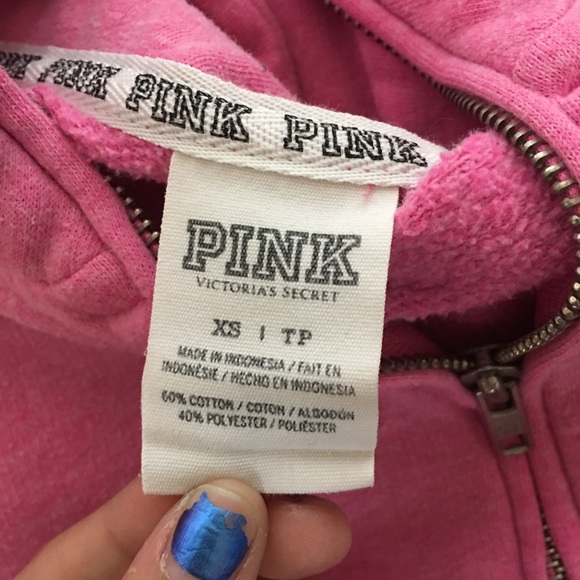 PINK PINK PINK
PINK
VICTORIA'S SECRET
XS | TP
MADE IN INDONESIA / FAIT EN
INDONÉSIE / HECHO EN INDONESIA
60% COTTON / COTON / ALGODÓN
40% POLYESTER / POLIÉSTER